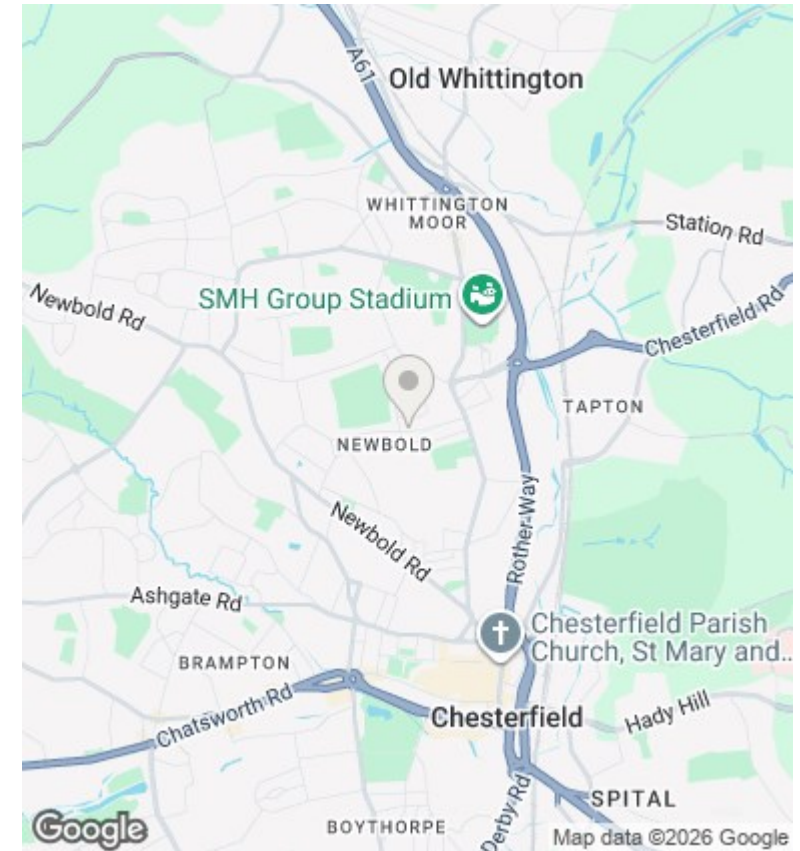 A61
Old Whittington
WHITTINGTON
MOOR
Station Rd
SMH Group Stadium
Newbold Rd
Chesterfield Rd
TAPTON
NEWBOLD
Newbold Rd
Rother Way
Ashgate Rd
Chesterfield Parish
Church, St Mary and...
BRAMPTON
Chatsworth Rd
Chesterfield
Hady Hill
SPITAL
Derby Rd
BOYTHORPE
Google
Map data ©2026 Google